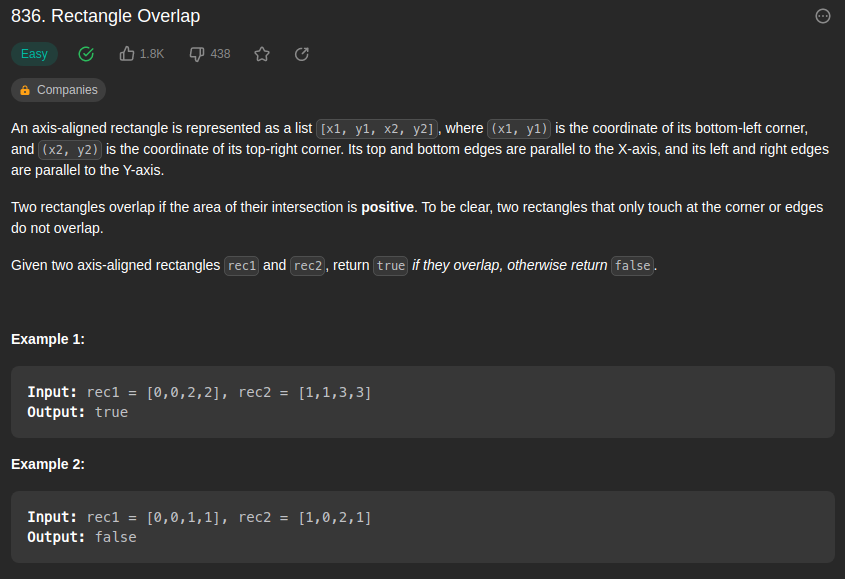 836. Rectangle Overlap
Easy 1.8K 438
Companies
An axis-aligned rectangle is represented as a list [x1, y1, x2, y2], where (x1, y1) is the coordinate of its bottom-left corner,
and (x2, y2) is the coordinate of its top-right corner. Its top and bottom edges are parallel to the X-axis, and its left and right edges
are parallel to the Y-axis.
Two rectangles overlap if the area of their intersection is positive. To be clear, two rectangles that only touch at the corner or edges
do not overlap.
Given two axis-aligned rectangles rec1 and rec2, return true if they overlap, otherwise return false.
Example 1:
Input: rec1 = [0,0,2,2], rec2 = [1,1,3,3]
Output: true
Example 2:
Input: rec1 = [0,0,1,1], rec2 = [1,0,2,1]
Output: false